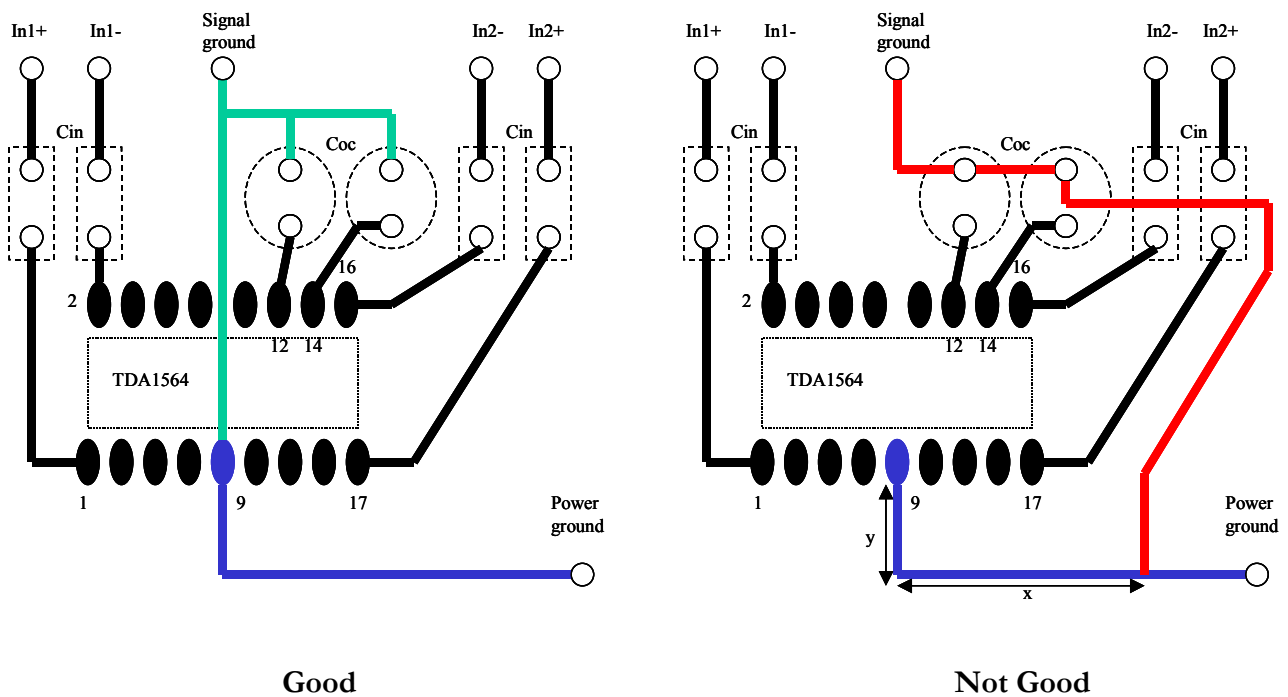 In1+
In1-
Signal
ground
In2-
In2+
Cin
Coc
Cin
16
2
12
14
TDA1564
1
9
17
Power
ground
Good
In1+
In1-
Signal
ground
In2-
In2+
Cin
Coc
Cin
16
2
12
14
TDA1564
1
9
17
y
x
Power
ground
Not Good